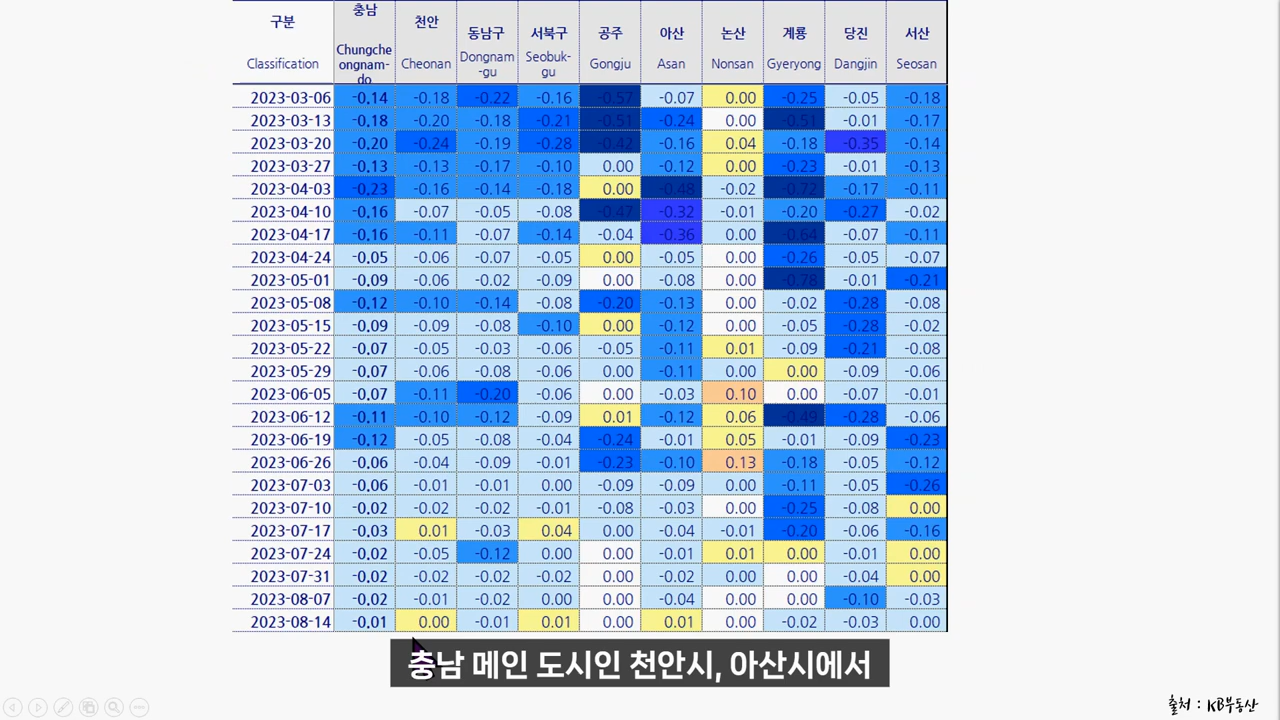 구분 충남 천안 동남구 서북구 공주 아산 논산 계룡 당진 서산
Classification Chungche ongnam- do Cheonan Dongnam -gu Seobuk- gu Gongju Asan Nonsan Gyeryong Dangjin Seosan
2023-03-06 -0.14 -0.18 -0.22 -0.16 -0.57 -0.07 0.00 -0.25 -0.05 -0.18
2023-03-13 -0.18 -0.20 -0.18 -0.21 -0.51 -0.24 0.00 -0.51 -0.01 -0.17
2023-03-20 -0.20 -0.24 -0.19 -0.28 -0.42 -0.16 0.04 -0.18 -0.35 -0.14
2023-03-27 -0.13 -0.13 -0.17 -0.10 0.00 -0.12 0.00 -0.23 -0.01 -0.13
2023-04-03 -0.23 -0.16 -0.14 -0.18 0.00 -0.48 -0.02 -0.72 -0.17 -0.11
2023-04-10 -0.16 -0.07 -0.05 -0.08 -0.47 -0.32 -0.01 -0.20 -0.27 -0.02
2023-04-17 -0.16 -0.11 -0.07 -0.14 -0.04 -0.36 0.00 -0.64 -0.07 -0.11
2023-04-24 -0.05 -0.06 -0.07 -0.05 0.00 -0.05 0.00 -0.26 -0.05 -0.07
2023-05-01 -0.09 -0.06 -0.02 -0.09 0.00 -0.08 0.00 -0.78 -0.01 -0.21
2023-05-08 -0.12 -0.10 -0.14 -0.08 -0.20 -0.13 0.00 -0.02 -0.28 -0.08
2023-05-15 -0.09 -0.09 -0.08 -0.10 0.00 -0.12 0.00 -0.05 -0.28 -0.02
2023-05-22 -0.07 -0.05 -0.03 -0.06 -0.05 -0.11 0.01 -0.09 -0.21 -0.08
2023-05-29 -0.07 -0.06 -0.08 -0.06 0.00 -0.11 0.00 0.00 -0.09 -0.06
2023-06-05 -0.07 -0.11 -0.20 -0.06 0.00 -0.03 0.10 0.00 -0.07 -0.01
2023-06-12 -0.11 -0.10 -0.12 -0.09 0.01 -0.12 0.06 -0.49 -0.28 -0.06
2023-06-19 -0.12 -0.05 -0.08 -0.04 -0.24 -0.01 0.05 -0.01 -0.09 -0.23
2023-06-26 -0.06 -0.04 -0.09 -0.01 -0.23 -0.10 0.13 -0.18 -0.05 -0.12
2023-07-03 -0.06 -0.01 -0.01 0.00 -0.09 -0.09 0.00 -0.11 -0.05 -0.26
2023-07-10 -0.02 -0.02 -0.02 -0.01 -0.08 -0.03 0.00 -0.25 -0.08 0.00
2023-07-17 -0.03 0.01 -0.03 0.04 0.00 -0.04 -0.01 -0.20 -0.06 -0.16
2023-07-24 -0.02 -0.05 -0.12 0.00 0.00 -0.01 0.01 0.00 -0.01 0.00
2023-07-31 -0.02 -0.02 -0.02 -0.02 0.00 -0.02 0.00 0.00 -0.04 0.00
2023-08-07 -0.02 -0.01 -0.02 0.00 0.00 -0.04 0.00 0.00 -0.10 -0.03
2023-08-14 -0.01 0.00 -0.01 0.01 0.00 0.01 0.00 -0.02 -0.03 0.00
충남 메인 도시인 천안시, 아산시에서
출처 : KB부동산